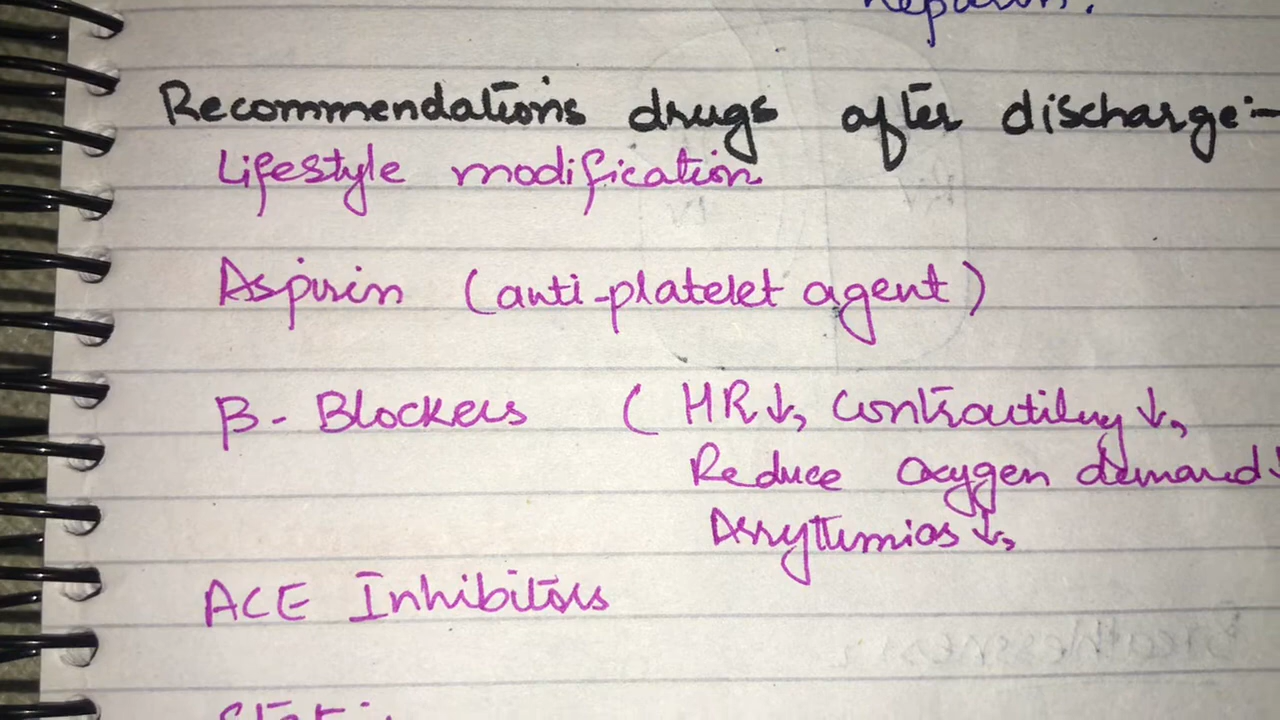 Heparin.
Recommendations drugs after discharge:-
Lifestyle modification
Aspirin (anti-platelet agent)
β- Blockers ( HR↓, Contractility ↓,
Reduce oxygen demand↓
Arrythmias ↓,
ACE Inhibitors